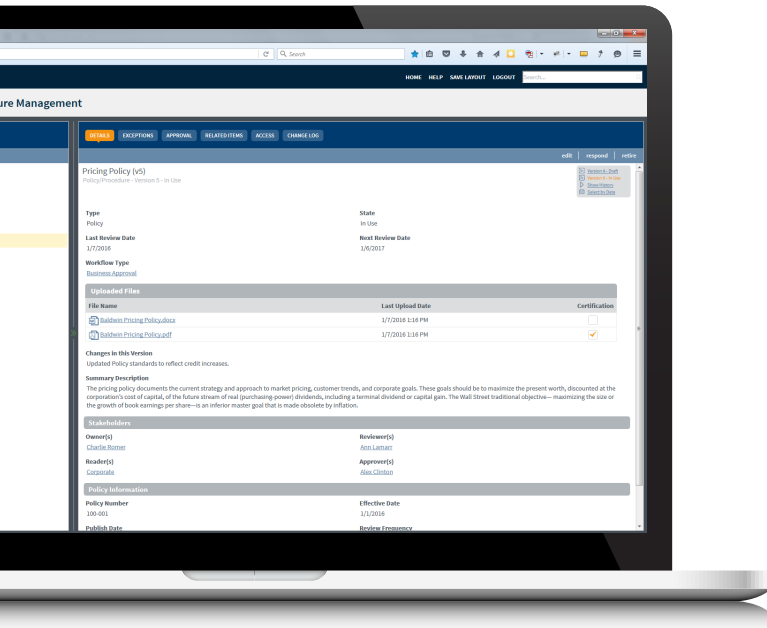 Search
HOME HELP SAVE LAYOUT LOGOUT Search...
ure Management
DETAILS EXCEPTIONS APPROVAL RELATED ITEMS ACCESS CHANGE LOG
edit respond retire
Pricing Policy (v5)
Policy/Procedure - Version 5 - In Use
Version 6 - Draft
Version 5 - In Use
Show History
Select by Date
Type State
Policy In Use
Last Review Date Next Review Date
1/7/2016 1/6/2017
Workflow Type
Business Approval
Uploaded Files
File Name Last Upload Date Certification
Baldwin Pricing Policy.docx 1/7/2016 1:16 PM
Baldwin Pricing Policy.pdf 1/7/2016 1:16 PM
Changes in this Version
Updated Policy standards to reflect credit increases.
Summary Description
The pricing policy documents the current strategy and approach to market pricing, customer trends, and corporate goals. These goals should be to maximize the present worth, discounted at the
corporation's cost of capital, of the future stream of real (purchasing-power) dividends, including a terminal dividend or capital gain. The Wall Street traditional objective— maximizing the size or
the growth of book earnings per share—is an inferior master goal that is made obsolete by inflation.
Stakeholders
Owner(s) Reviewer(s)
Charlie Romer Ann Lamarr
Reader(s) Approver(s)
Corporate Alex Clinton
Policy Information
Policy Number Effective Date
100-001 1/1/2016
Publish Date Review Frequency